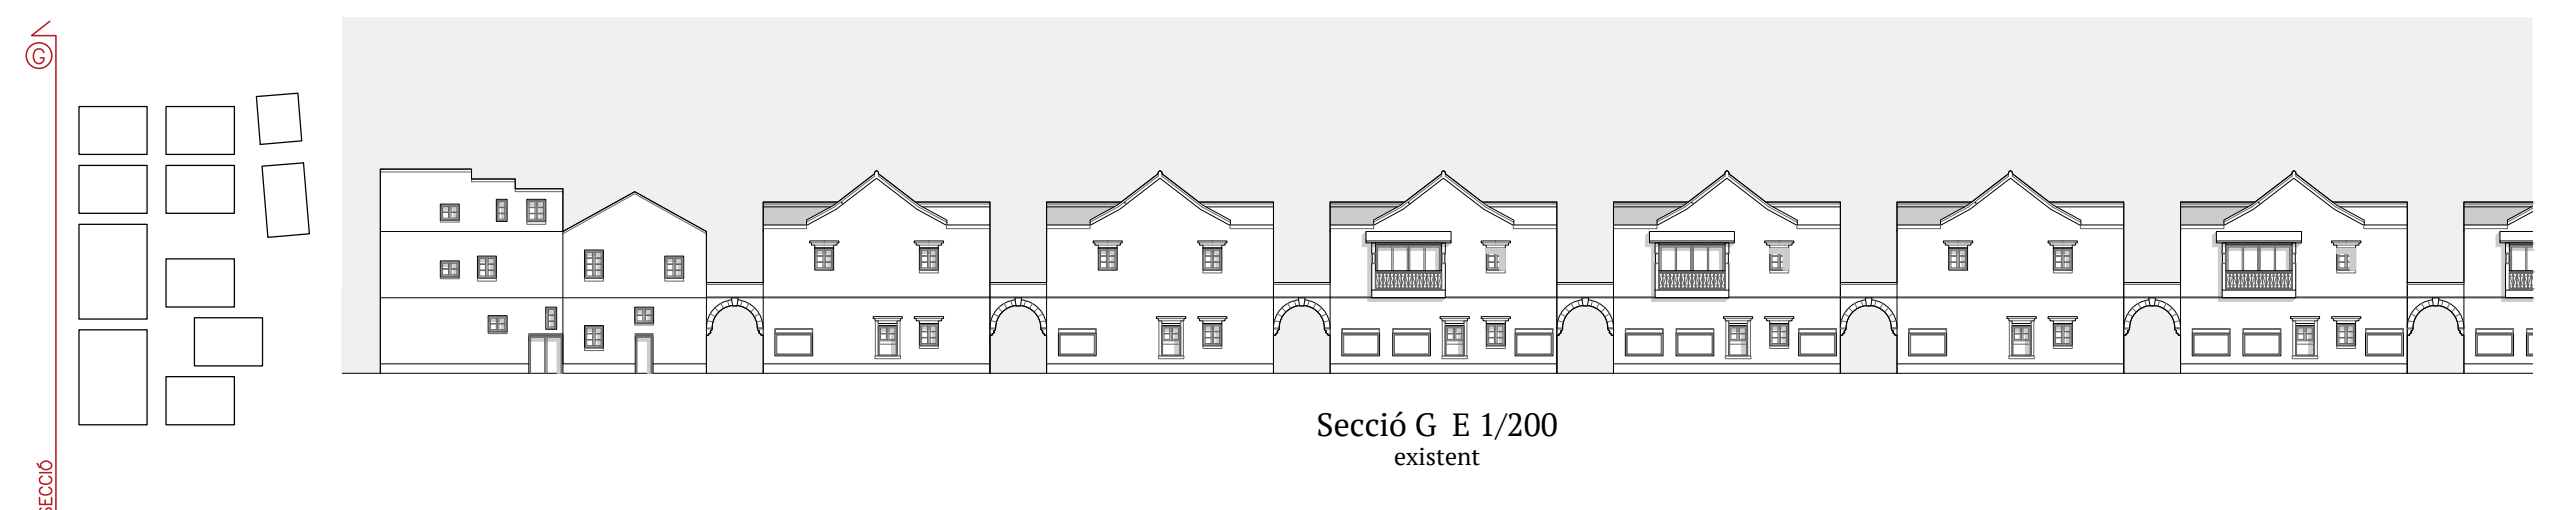 G
SECCIÓ
Secció G E 1/200
existent